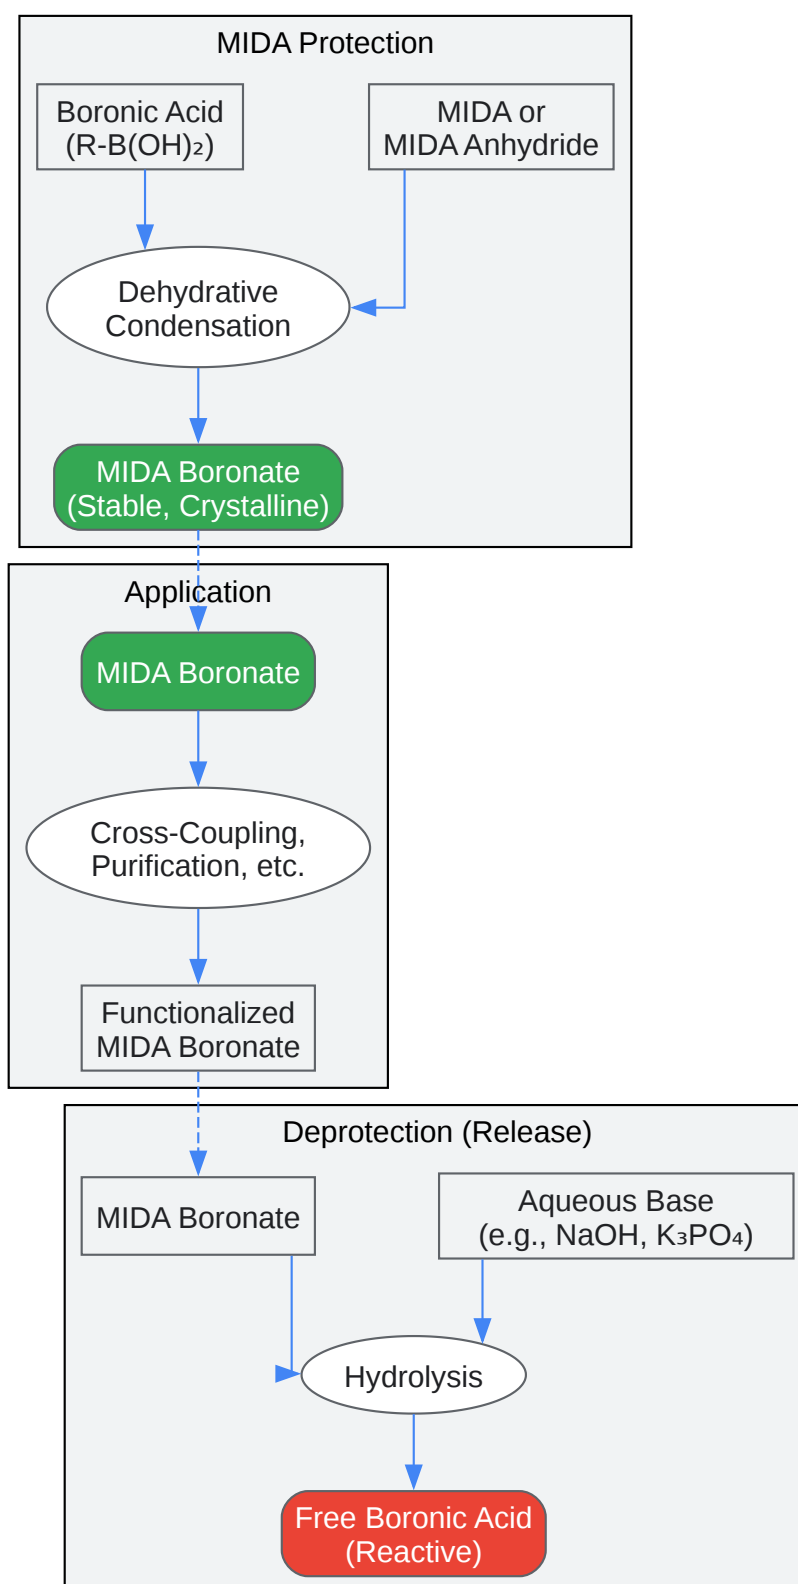 MIDA Protection
Boronic Acid
(R-B(OH)₂)
MIDA or
MIDA Anhydride
Dehydrative
Condensation
MIDA Boronate
(Stable, Crystalline)
Application
MIDA Boronate
Cross-Coupling,
Purification, etc.
Functionalized
MIDA Boronate
Deprotection (Release)
MIDA Boronate
Aqueous Base
(e.g., NaOH, K₃PO₄)
Hydrolysis
Free Boronic Acid
(Reactive)